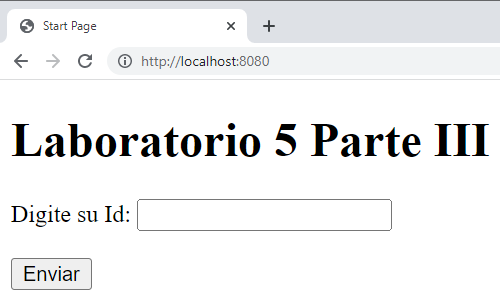 Start Page
http://localhost:8080
Laboratorio 5 Parte III
Digite su Id:
Enviar